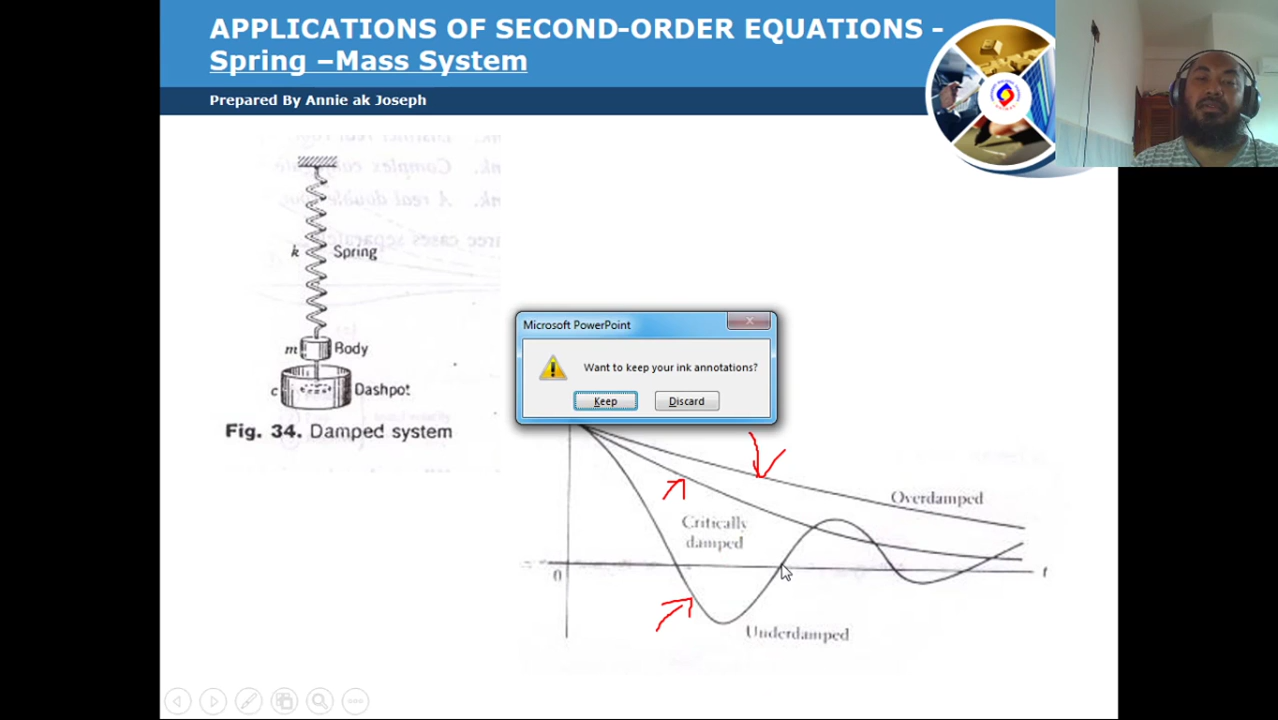 APPLICATIONS OF SECOND-ORDER EQUATIONS -
Spring –Mass System
Prepared By Annie ak Joseph
k
Spring
m
Body
c
Dashpot
Fig. 34. Damped system
Microsoft PowerPoint
Want to keep your ink annotations?
Keep
Discard
Overdamped
Critically
damped
0
t
Underdamped